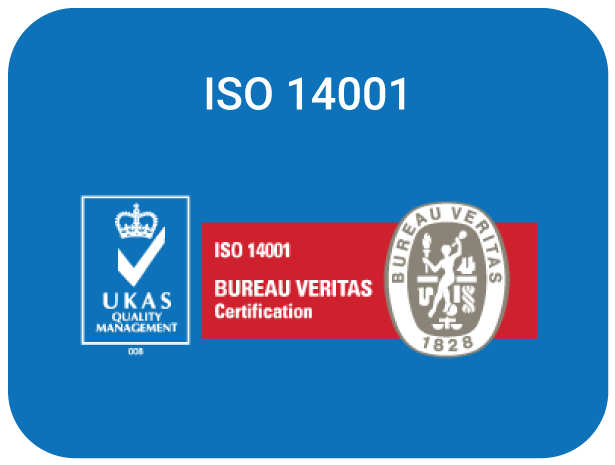 ISO 14001
UKAS
QUALITY
MANAGEMENT
008
ISO 14001
BUREAU VERITAS
Certification
BUREAU VERITAS
1828